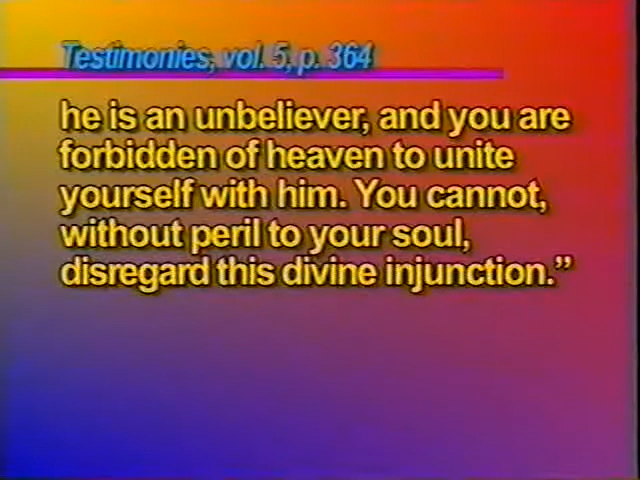 Testimonies, vol. 5, p. 364
he is an unbeliever, and you are
forbidden of heaven to unite
yourself with him. You cannot,
without peril to your soul,
disregard this divine injunction.”